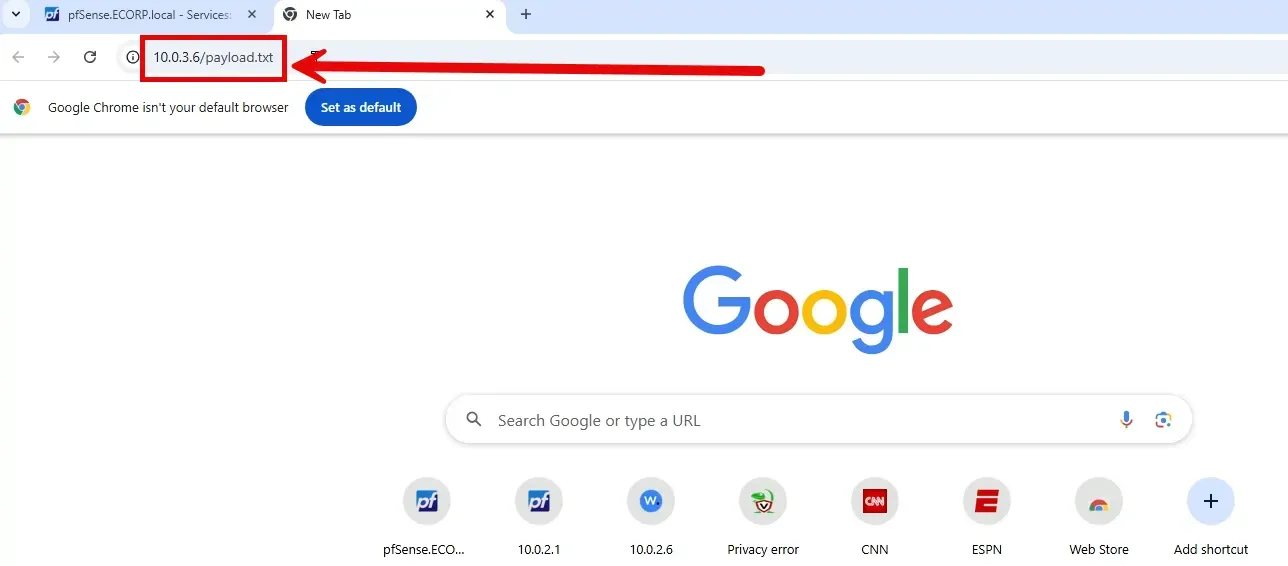 pfSense.ECORP.local - Services:
New Tab
10.0.3.6/payload.txt
Google Chrome isn't your default browser
Set as default
Google
Search Google or type a URL
pf
pf
W.
CNN
E
pfSense.ECO...
10.0.2.1
10.0.2.6
Privacy error
CNN
ESPN
Web Store
Add shortcut